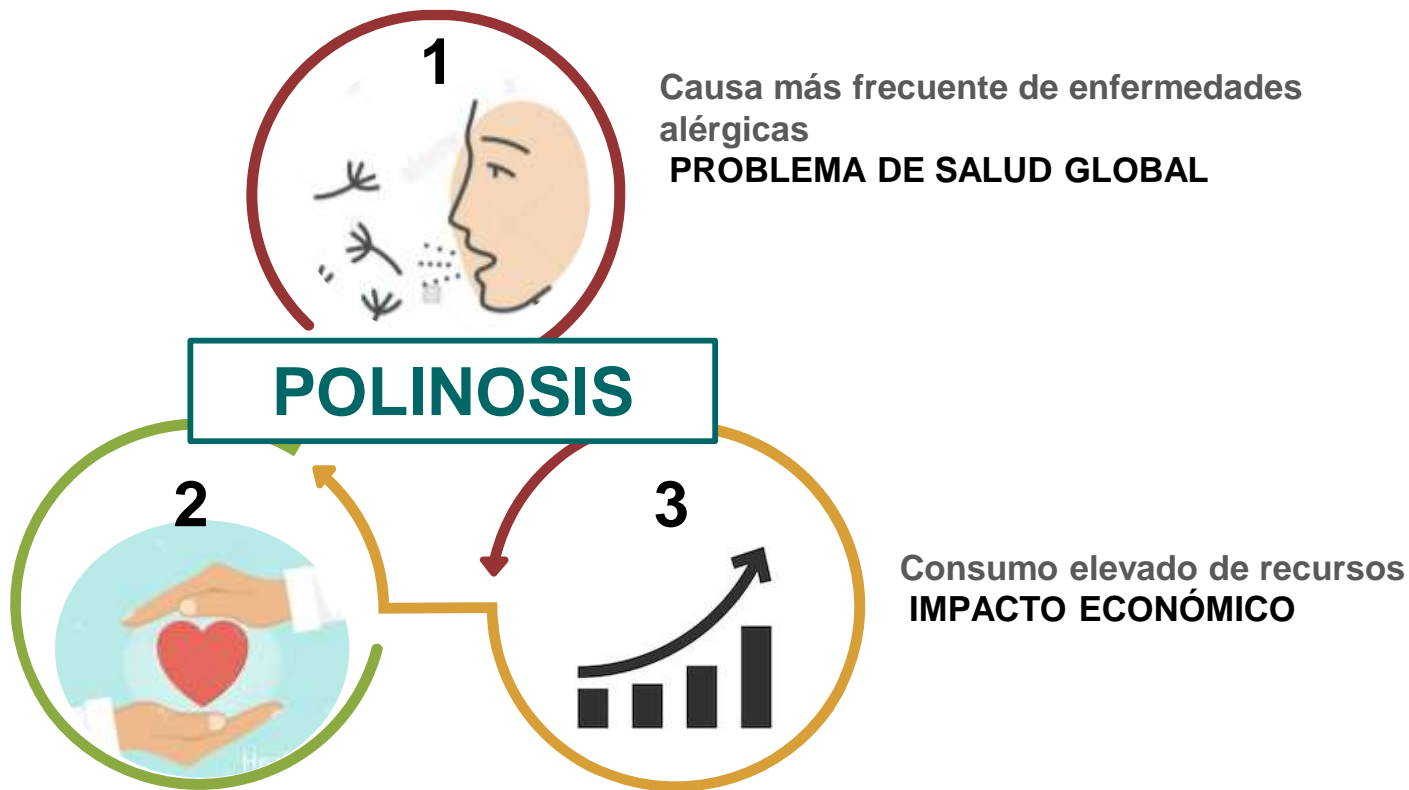 1
Causa más frecuente de enfermedades
alérgicas
PROBLEMA DE SALUD GLOBAL
POLINOSIS
2
3
Consumo elevado de recursos
IMPACTO ECONÓMICO